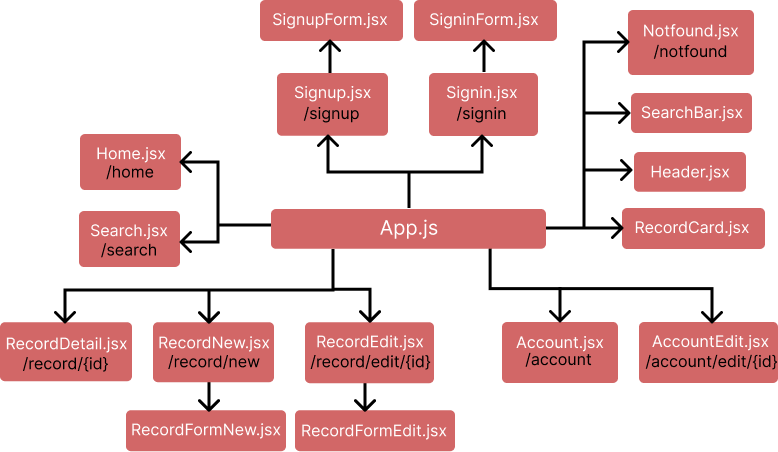 SignupForm.jsx
SigninForm.jsx
Notfound.jsx
/notfound
Signup.jsx
/signup
Signin.jsx
/signin
SearchBar.jsx
Home.jsx
/home
Header.jsx
Search.jsx
/search
App.js
RecordCard.jsx
RecordDetail.jsx
/record/{id}
RecordNew.jsx
/record/new
RecordEdit.jsx
/record/edit/{id}
Account.jsx
/account
AccountEdit.jsx
/account/edit/{id}
RecordFormNew.jsx
RecordFormEdit.jsx